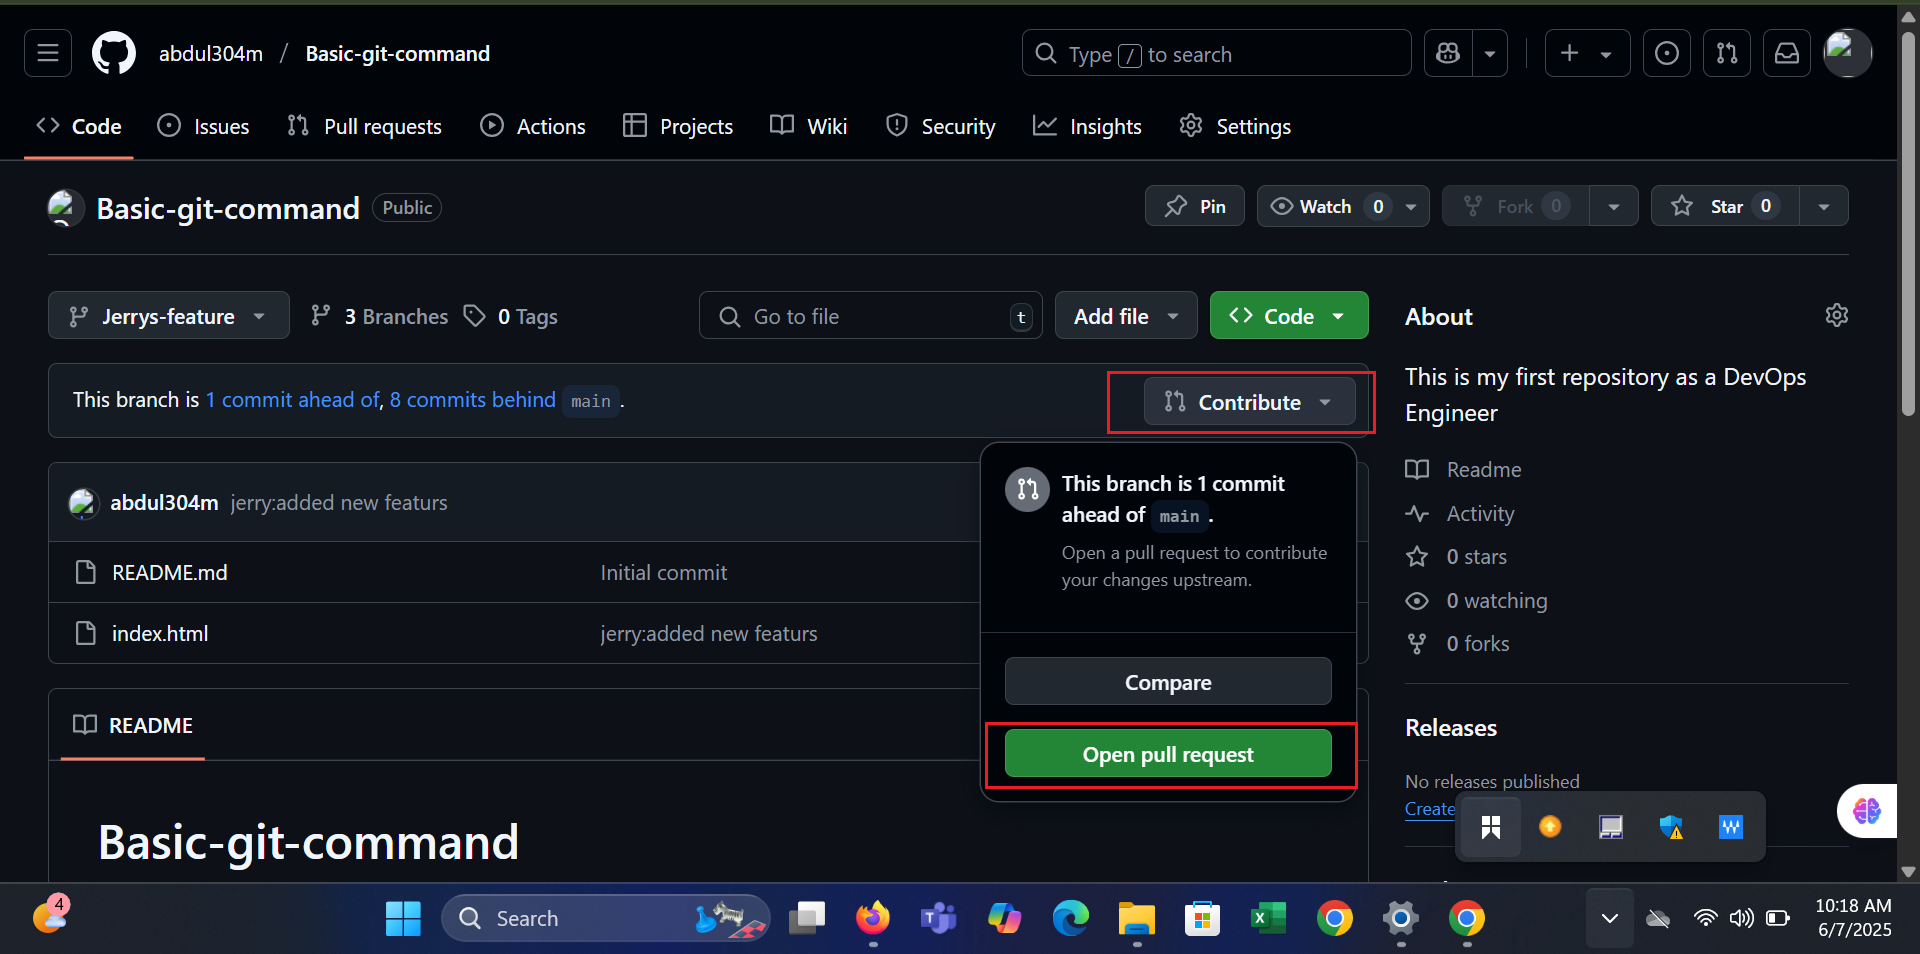 abdul304m / Basic-git-command
Type / to search
Code Issues Pull requests Actions Projects Wiki Security Insights Settings
Basic-git-command Public
Pin Watch 0 Fork 0 Star 0
Jerrys-feature 3 Branches 0 Tags Go to file t Add file Code
This branch is 1 commit ahead of, 8 commits behind main .
Contribute
This branch is 1 commit
ahead of main .
Open a pull request to contribute
your changes upstream.
Compare
Open pull request
abdul304m jerry:added new featurs
README.md Initial commit
index.html jerry:added new featurs
README
Basic-git-command
About
This is my first repository as a DevOps
Engineer
Readme
Activity
0 stars
0 watching
0 forks
Releases
No releases published
Create
4
Search
10:18 AM
6/7/2025